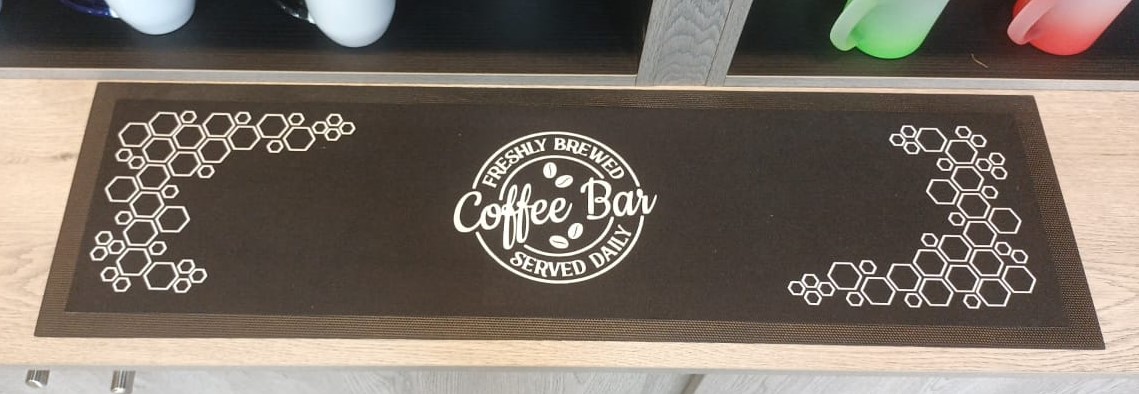 FRESHLY BREWED
Coffee Bar
SERVED DAILY